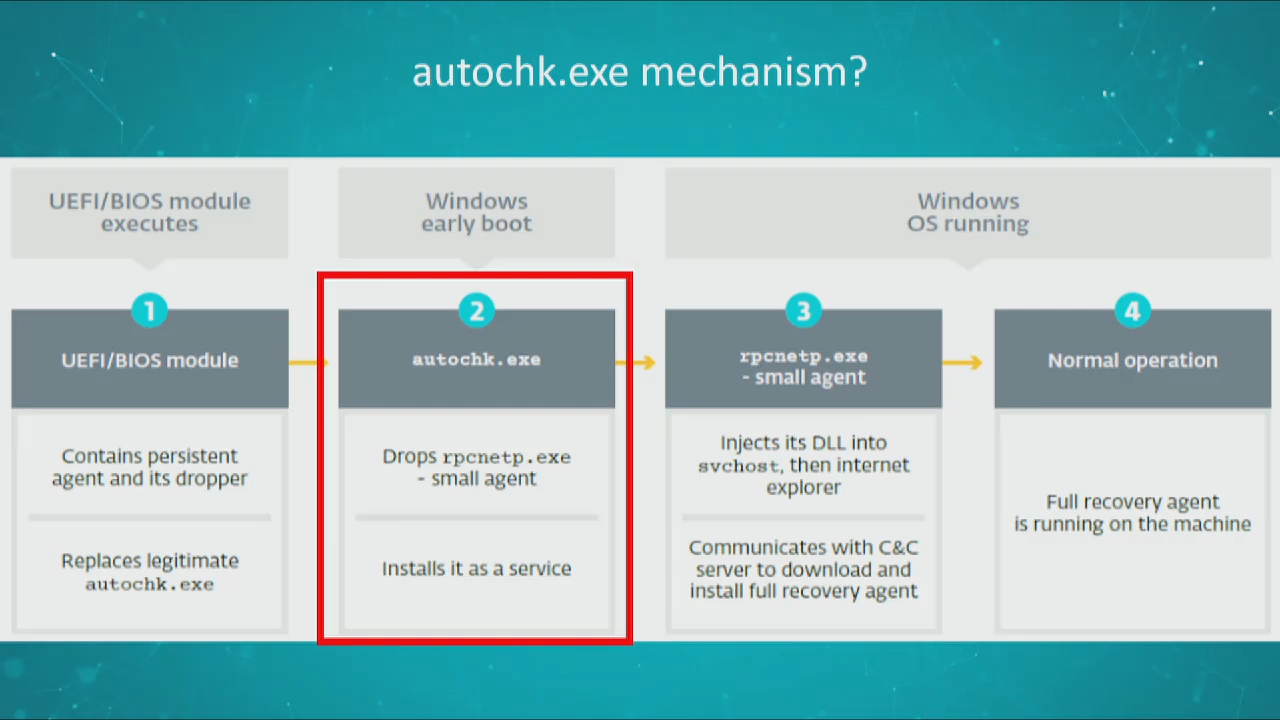 autochk.exe mechanism?
UEFI/BIOS module
executes
Windows
early boot
Windows
OS running
1
UEFI/BIOS module
Contains persistent
agent and its dropper
Replaces legitimate
autochk.exe
2
autochk.exe
Drops rpcnetp.exe
- small agent
Installs it as a service
3
rpcnetp.exe
- small agent
Injects its DLL into
svchost, then internet
explorer
Communicates with C&C
server to download and
install full recovery agent
4
Normal operation
Full recovery agent
is running on the machine